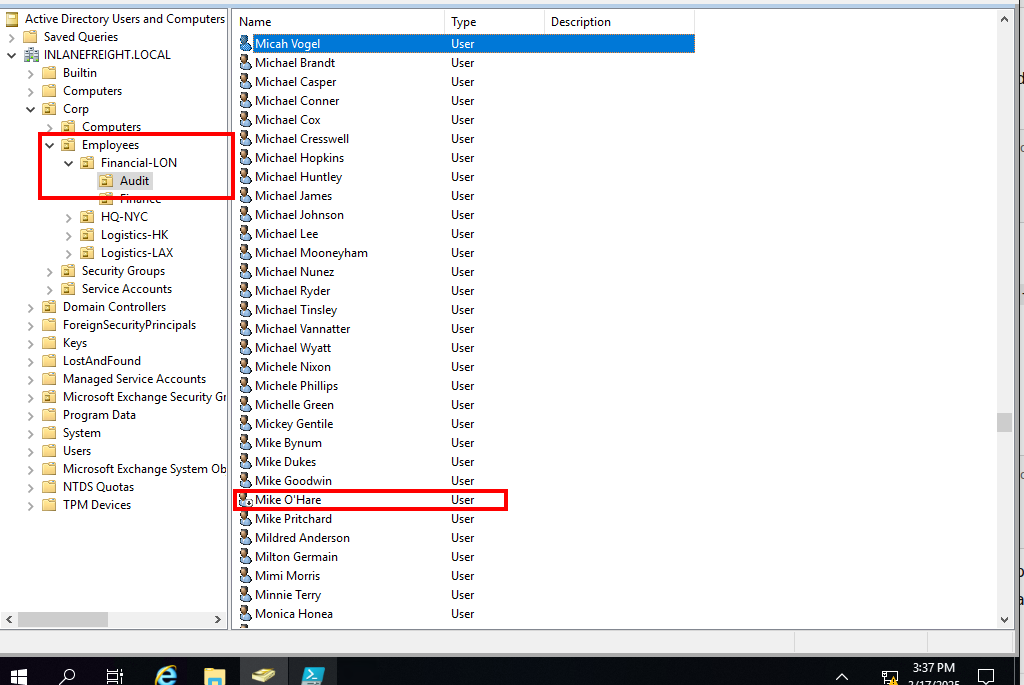 Active Directory Users and Computers
Saved Queries
INLANEFREIGHT.LOCAL
Builtin
Computers
Corp
Computers
Employees
Financial-LON
Audit
Finance
HQ-NYC
Logistics-HK
Logistics-LAX
Security Groups
Service Accounts
Domain Controllers
ForeignSecurityPrincipals
Keys
LostAndFound
Managed Service Accounts
Microsoft Exchange Security Gr
Program Data
System
Users
Microsoft Exchange System Ob
NTDS Quotas
TPM Devices
Name Type Description
Micah Vogel User
Michael Brandt User
Michael Casper User
Michael Conner User
Michael Cox User
Michael Cresswell User
Michael Hopkins User
Michael Huntley User
Michael James User
Michael Johnson User
Michael Lee User
Michael Mooneyham User
Michael Nunez User
Michael Ryder User
Michael Tinsley User
Michael Vannatter User
Michael Wyatt User
Michele Nixon User
Michele Phillips User
Michelle Green User
Mickey Gentile User
Mike Bynum User
Mike Dukes User
Mike Goodwin User
Mike O'Hare User
Mike Pritchard User
Mildred Anderson User
Milton Germain User
Mimi Morris User
Minnie Terry User
Monica Honea User
3:37 PM